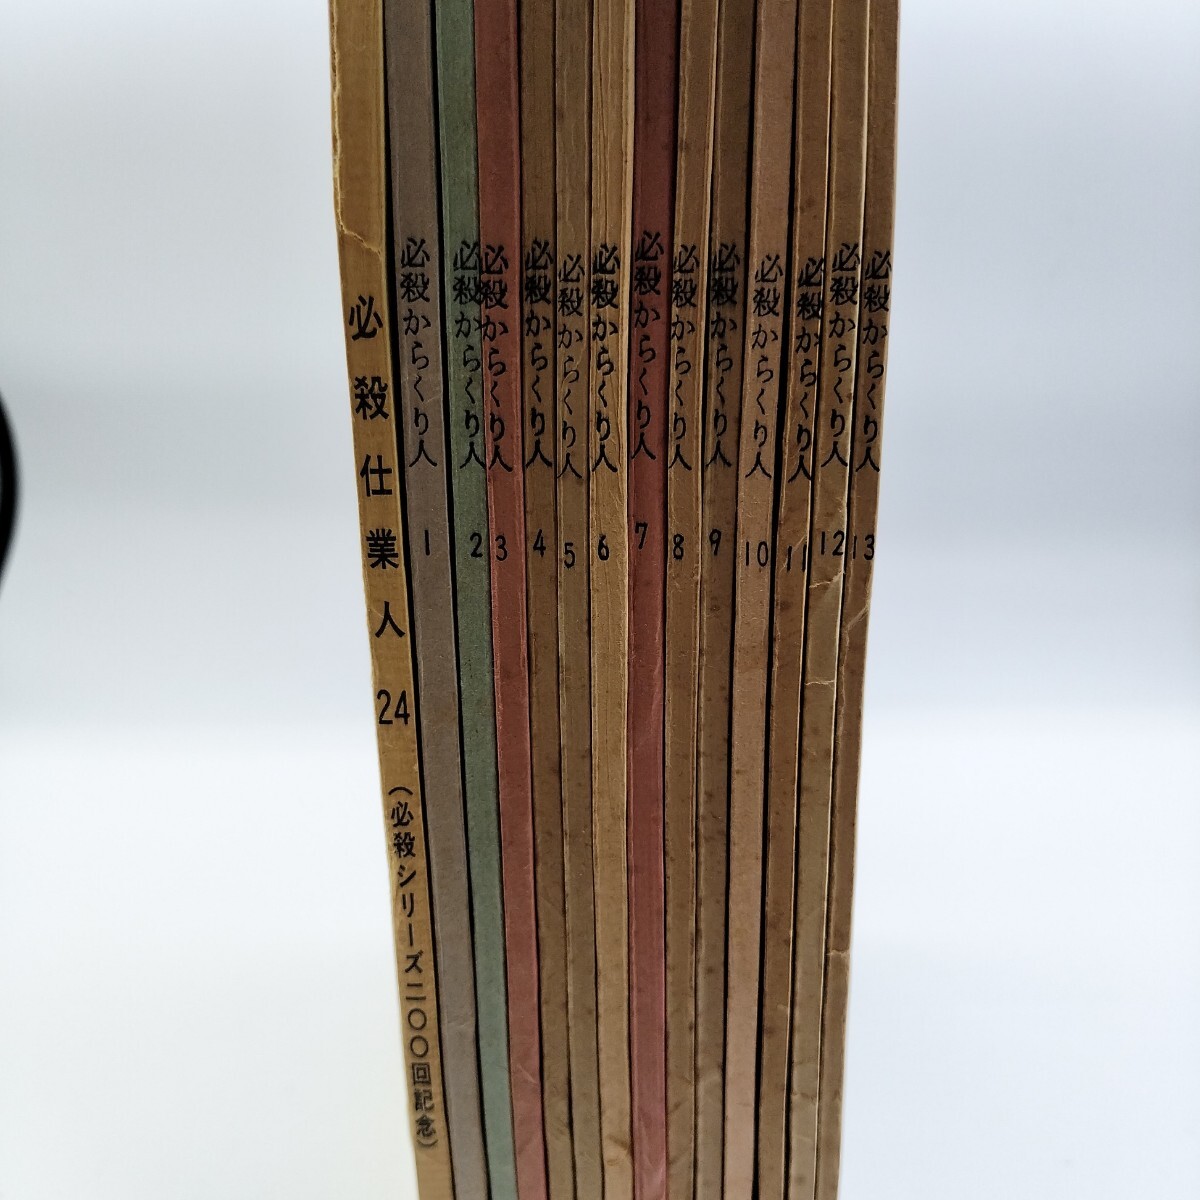 必殺仕業人 24 (必殺シリーズ二〇〇回記念)
必殺からくり人 1
必殺からくり人 2
必殺からくり人 3
必殺からくり人 4
必殺からくり人 5
必殺からくり人 6
必殺からくり人 7
必殺からくり人 8
必殺からくり人 9
必殺からくり人 10
必殺からくり人 11
必殺からくり人 12
必殺からくり人 13